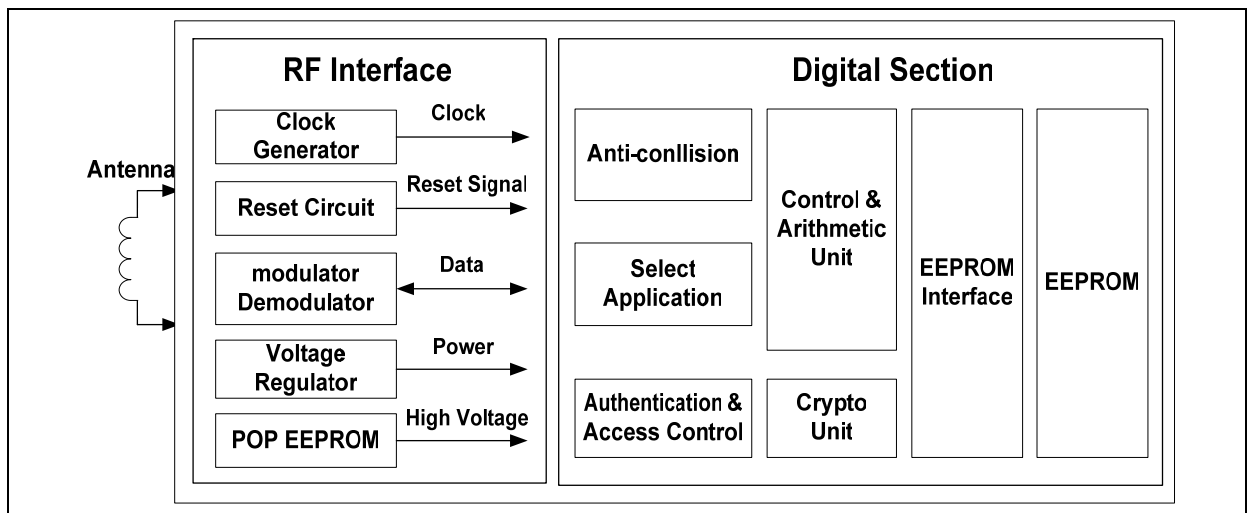 RF Interface
Digital Section
Antenna
Clock
Generator
Clock
Reset Circuit
Reset Signal
modulator
Demodulator
Data
Voltage
Regulator
Power
POP EEPROM
High Voltage
Anti-conllision
Select
Application
Authentication &
Access Control
Control &
Arithmetic
Unit
Crypto
Unit
EEPROM
Interface
EEPROM